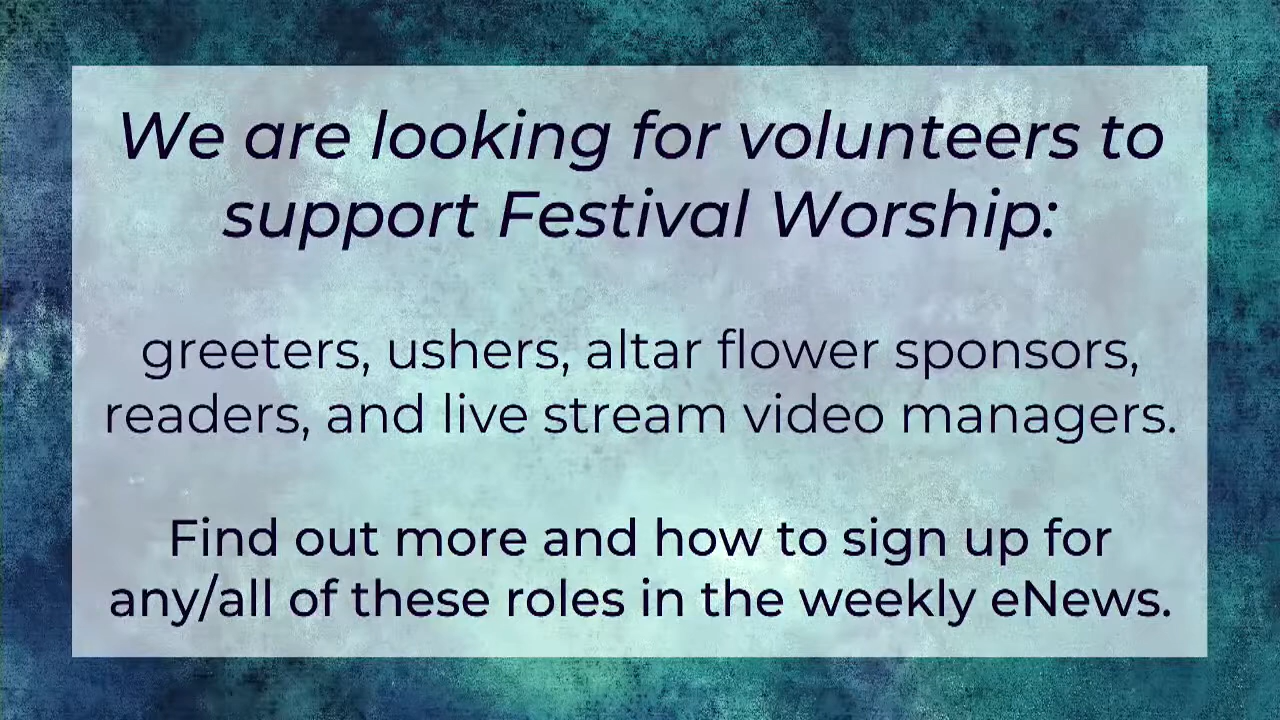 We are looking for volunteers to
support Festival Worship:
greeters, ushers, altar flower sponsors,
readers, and live stream video managers.
Find out more and how to sign up for
any/all of these roles in the weekly eNews.